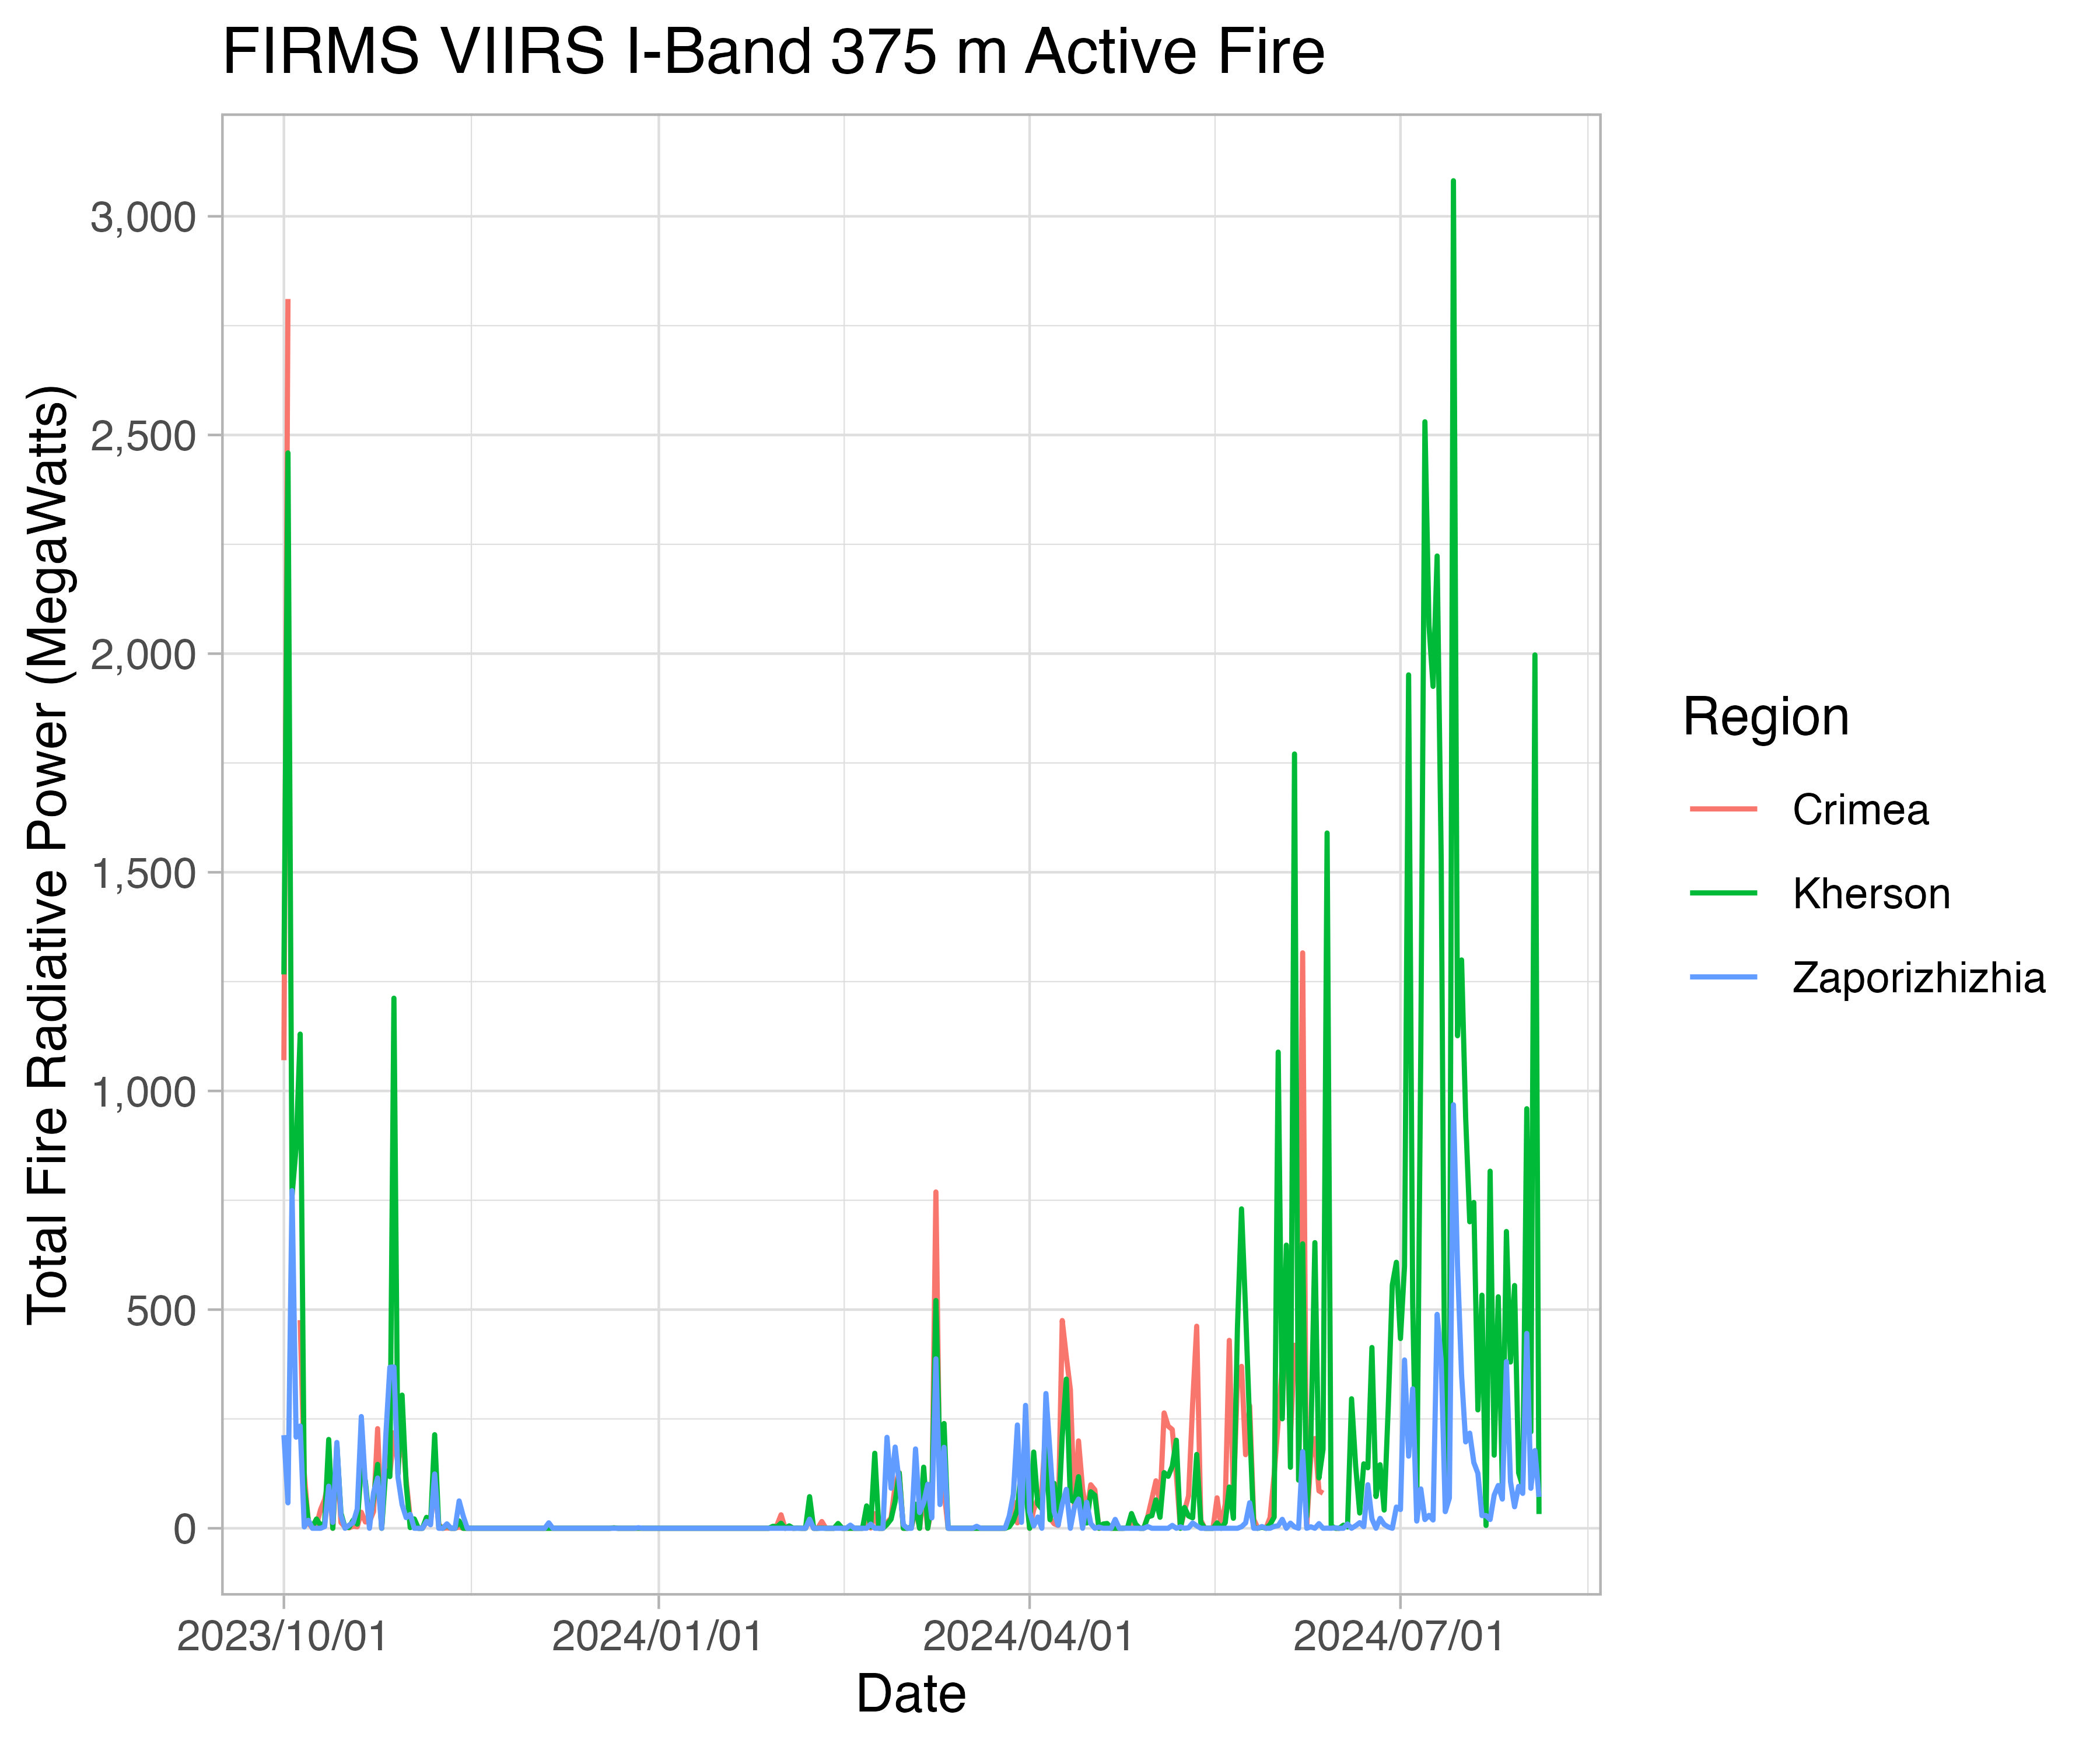 FIRMS VIIRS I-Band 375 m Active Fire
Total Fire Radiative Power (MegaWatts)
3,000
2,500
2,000
1,500
1,000
500
0
2023/10/01
2024/01/01
2024/04/01
2024/07/01
Date
Region
Crimea
Kherson
Zaporizhizhia